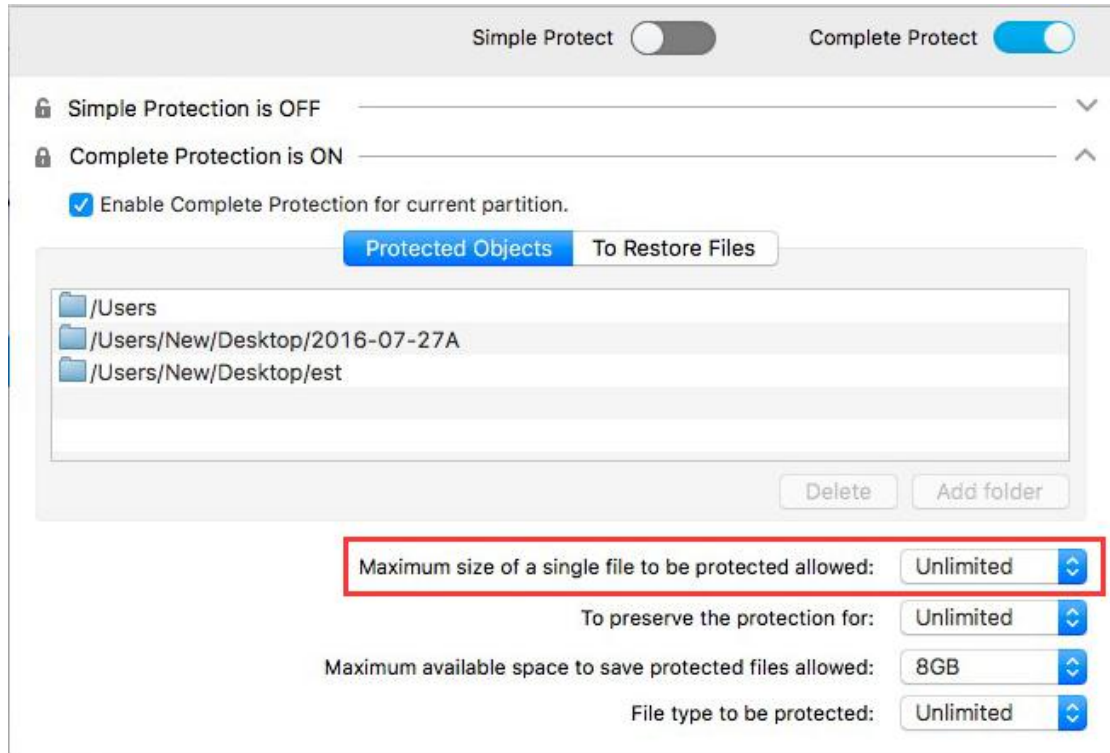 Simple Protect Complete Protect
Simple Protection is OFF
Complete Protection is ON
Enable Complete Protection for current partition.
Protected Objects To Restore Files
/Users
/Users/New/Desktop/2016-07-27A
/Users/New/Desktop/est
Delete Add folder
Maximum size of a single file to be protected allowed: Unlimited
To preserve the protection for: Unlimited
Maximum available space to save protected files allowed: 8GB
File type to be protected: Unlimited